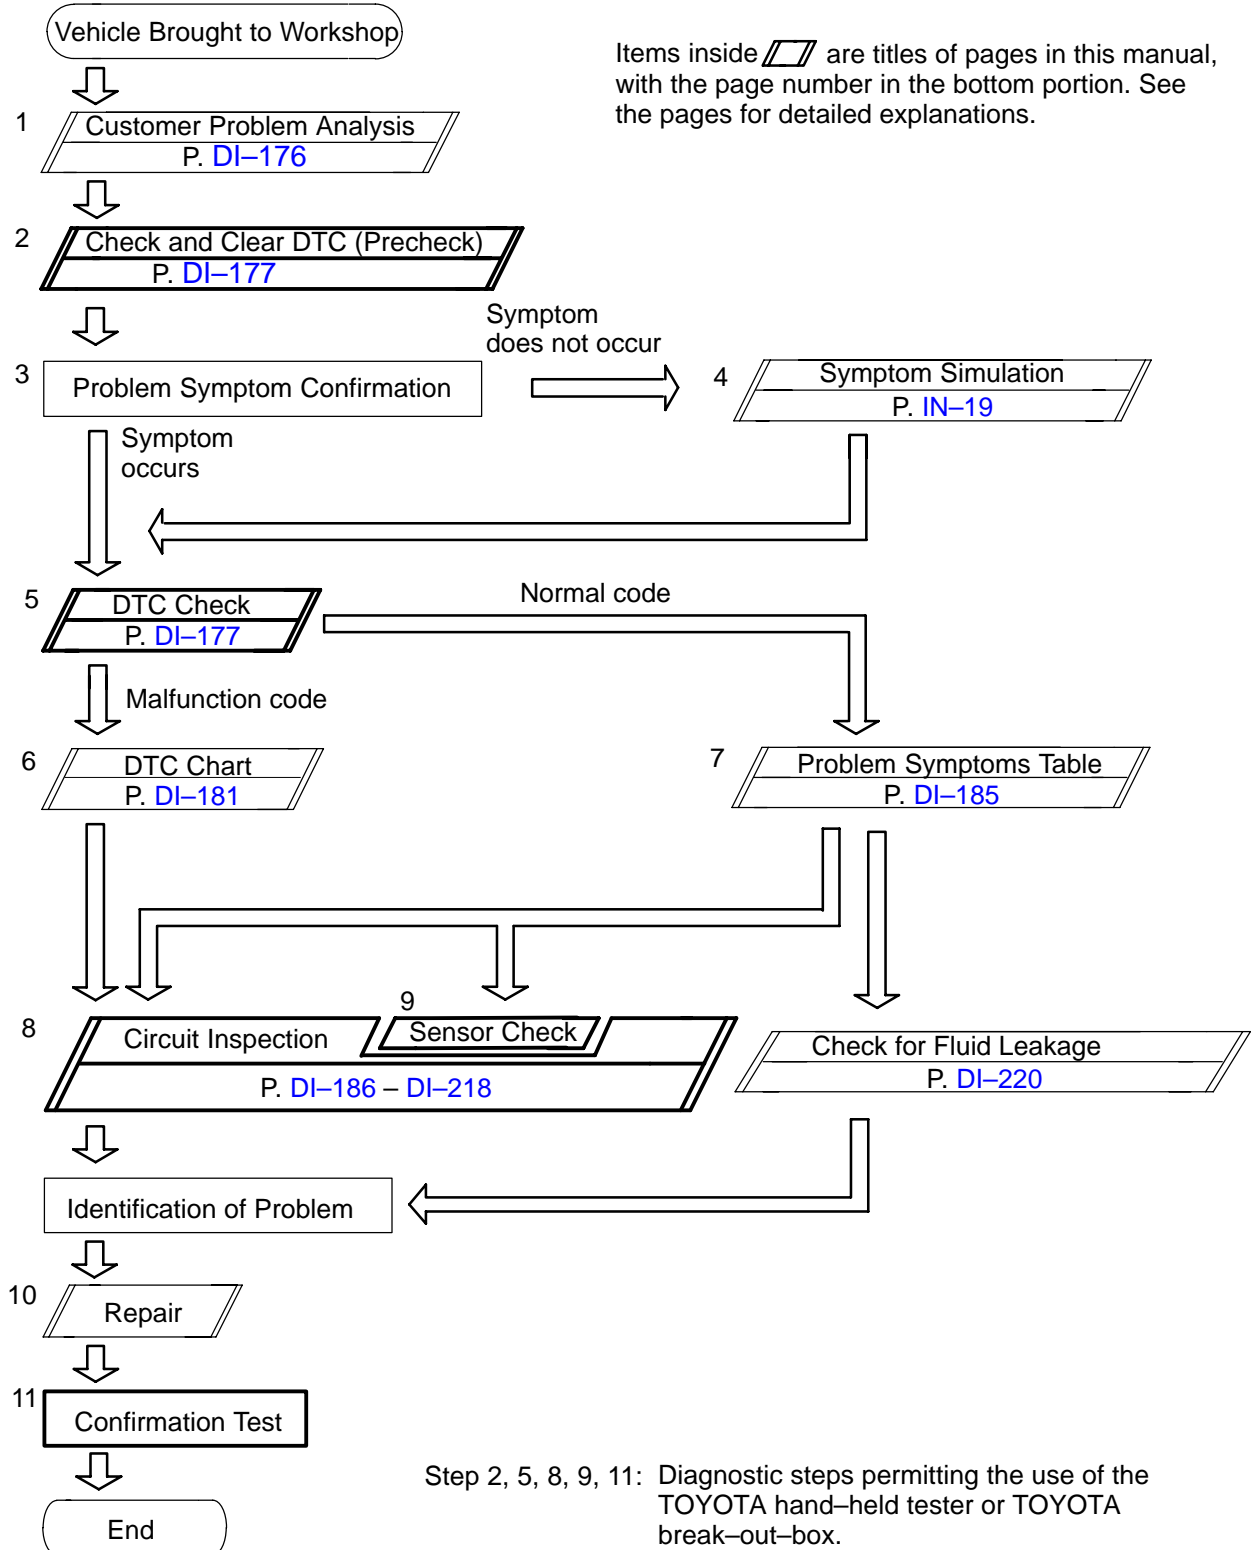 Vehicle Brought to Workshop
Items inside are titles of pages in this manual,
with the page number in the bottom portion. See
the pages for detailed explanations.
1
Customer Problem Analysis
P. DI–176
2
Check and Clear DTC (Precheck)
P. DI–177
Symptom
does not occur
3
Problem Symptom Confirmation
4
Symptom Simulation
P. IN–19
Symptom
occurs
5
DTC Check
P. DI–177
Normal code
Malfunction code
6
DTC Chart
P. DI–181
7
Problem Symptoms Table
P. DI–185
8
Circuit Inspection
9
Sensor Check
P. DI–186 – DI–218
Check for Fluid Leakage
P. DI–220
Identification of Problem
10
Repair
11
Confirmation Test
End
Step 2, 5, 8, 9, 11: Diagnostic steps permitting the use of the
TOYOTA hand–held tester or TOYOTA
break–out–box.